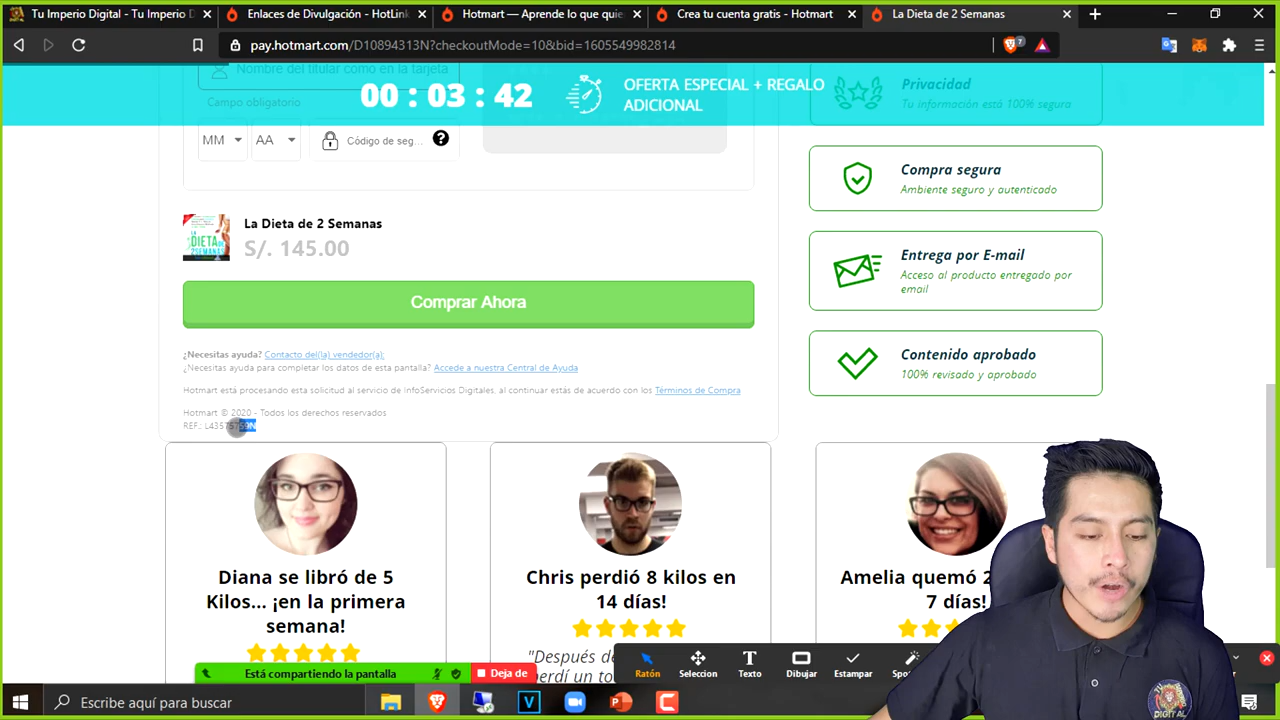 Tu Imperio Digital - Tu Imperio D
Enlaces de Divulgación - HotLink
Hotmart — Aprende lo que quie
Crea tu cuenta gratis - Hotmart
La Dieta de 2 Semanas
pay.hotmart.com/D10894313N?checkoutMode=10&bid=1605549982814
Nombre del titular como en la tarjeta
Campo obligatorio
00 : 03 : 42
OFERTA ESPECIAL + REGALO
ADICIONAL
MM
AA
Código de seg...
Privacidad
Tu información está 100% segura
Compra segura
Ambiente seguro y autenticado
La Dieta de 2 Semanas
S/. 145.00
Entrega por E-mail
Acceso al producto entregado por
email
Comprar Ahora
Contenido aprobado
100% revisado y aprobado
¿Necesitas ayuda? Contacto del(la) vendedor(a):
¿Necesitas ayuda para completar los datos de esta pantalla? Accede a nuestra Central de Ayuda
Hotmart está procesando esta solicitud al servicio de InfoServicios Digitales, al continuar estás de acuerdo con los Términos de Compra
Hotmart © 2020 - Todos los derechos reservados
REF.:
Diana se libró de 5
Kilos... ¡en la primera
semana!
Chris perdió 8 kilos en
14 días!
Amelia quemó 2
7 días!
"Después de
perdí un to
Está compartiendo la pantalla
Deja de
Ratón
Seleccion
Texto
Dibujar
Estampar
Escribe aquí para buscar
DIGITAL